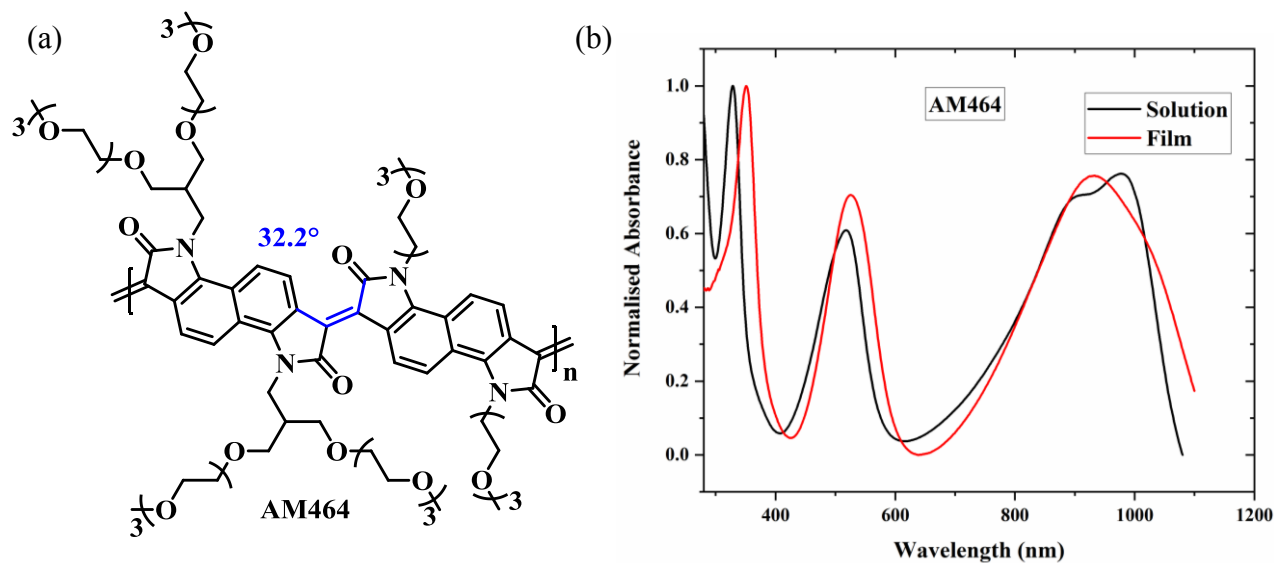 (a)
3
O
O
3
O
O
O
O
3
O
O
O
N
32.2°
O
N
N
O
N
O
n
O
O
O
O
3
O
O
3
3
AM464
(b)
AM464
Solution
Film
Normalised Absorbance
1.0
0.8
0.6
0.4
0.2
0.0
400 600 800 1000 1200
Wavelength (nm)